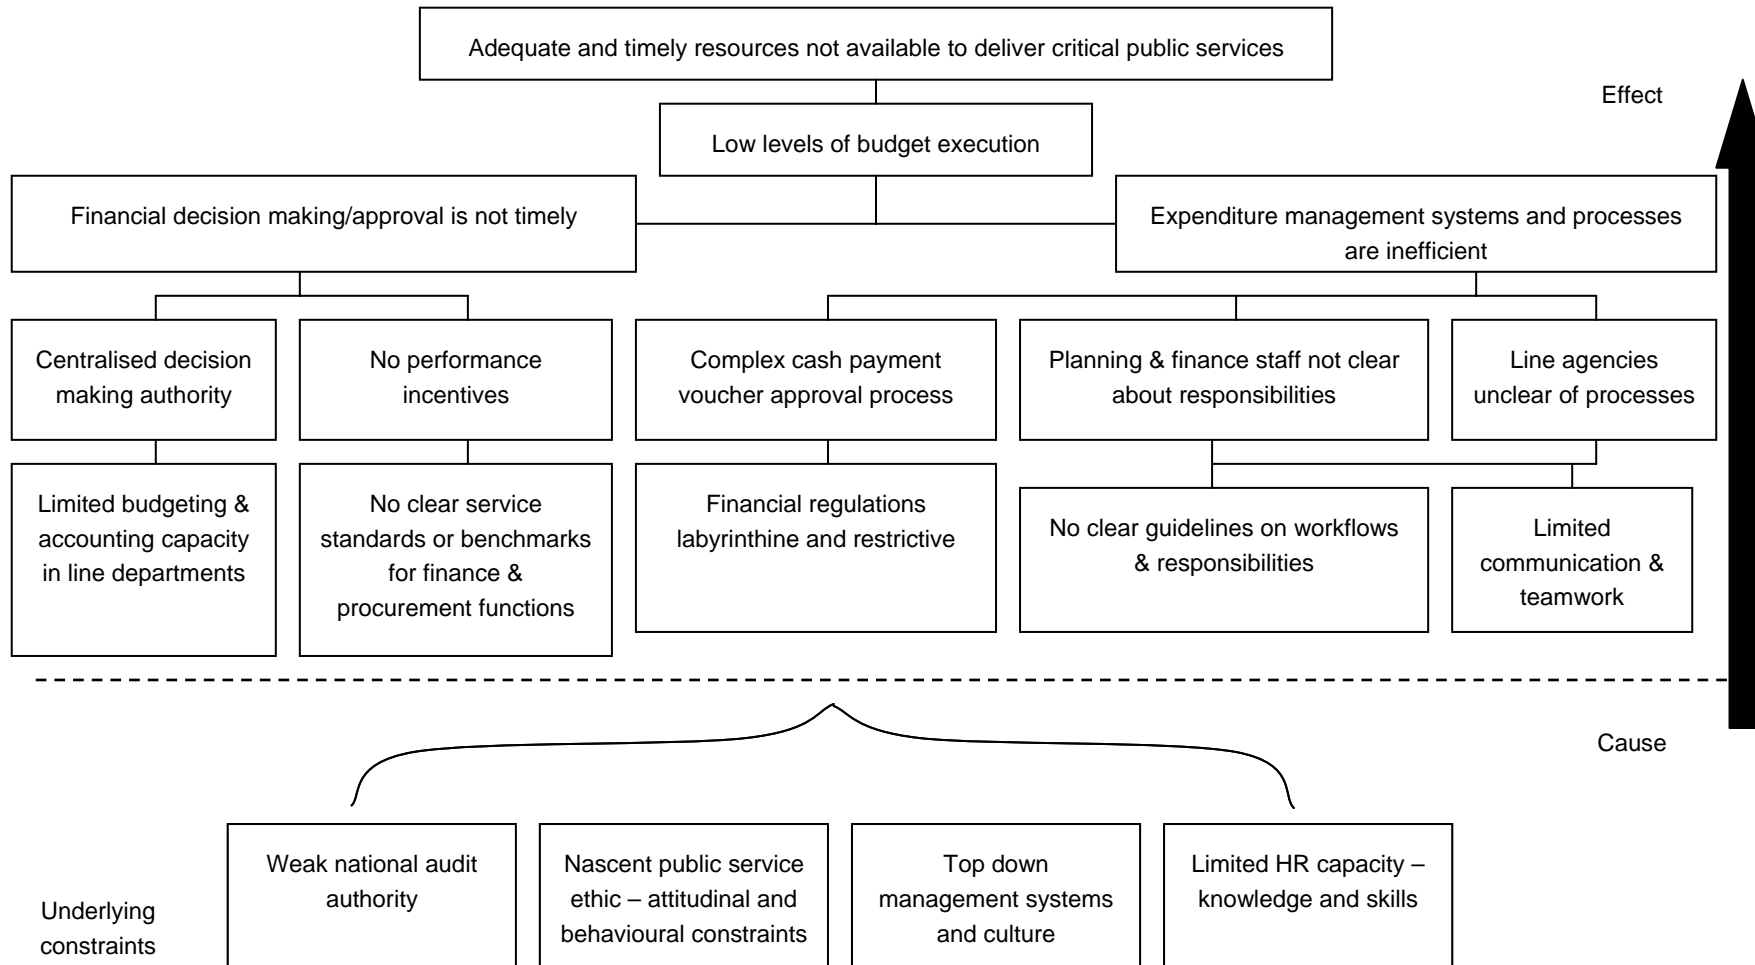 Adequate and timely resources not available to deliver critical public services
Effect
Low levels of budget execution
Financial decision making/approval is not timely
Expenditure management systems and processes
are inefficient
Centralised decision
making authority
No performance
incentives
Complex cash payment
voucher approval process
Planning & finance staff not clear
about responsibilities
Line agencies
unclear of processes
Limited budgeting &
accounting capacity
in line departments
No clear service
standards or benchmarks
for finance &
procurement functions
Financial regulations
labyrinthine and restrictive
No clear guidelines on workflows
& responsibilities
Limited
communication &
teamwork
Cause
Underlying
constraints
Weak national audit
authority
Nascent public service
ethic – attitudinal and
behavioural constraints
Top down
management systems
and culture
Limited HR capacity –
knowledge and skills